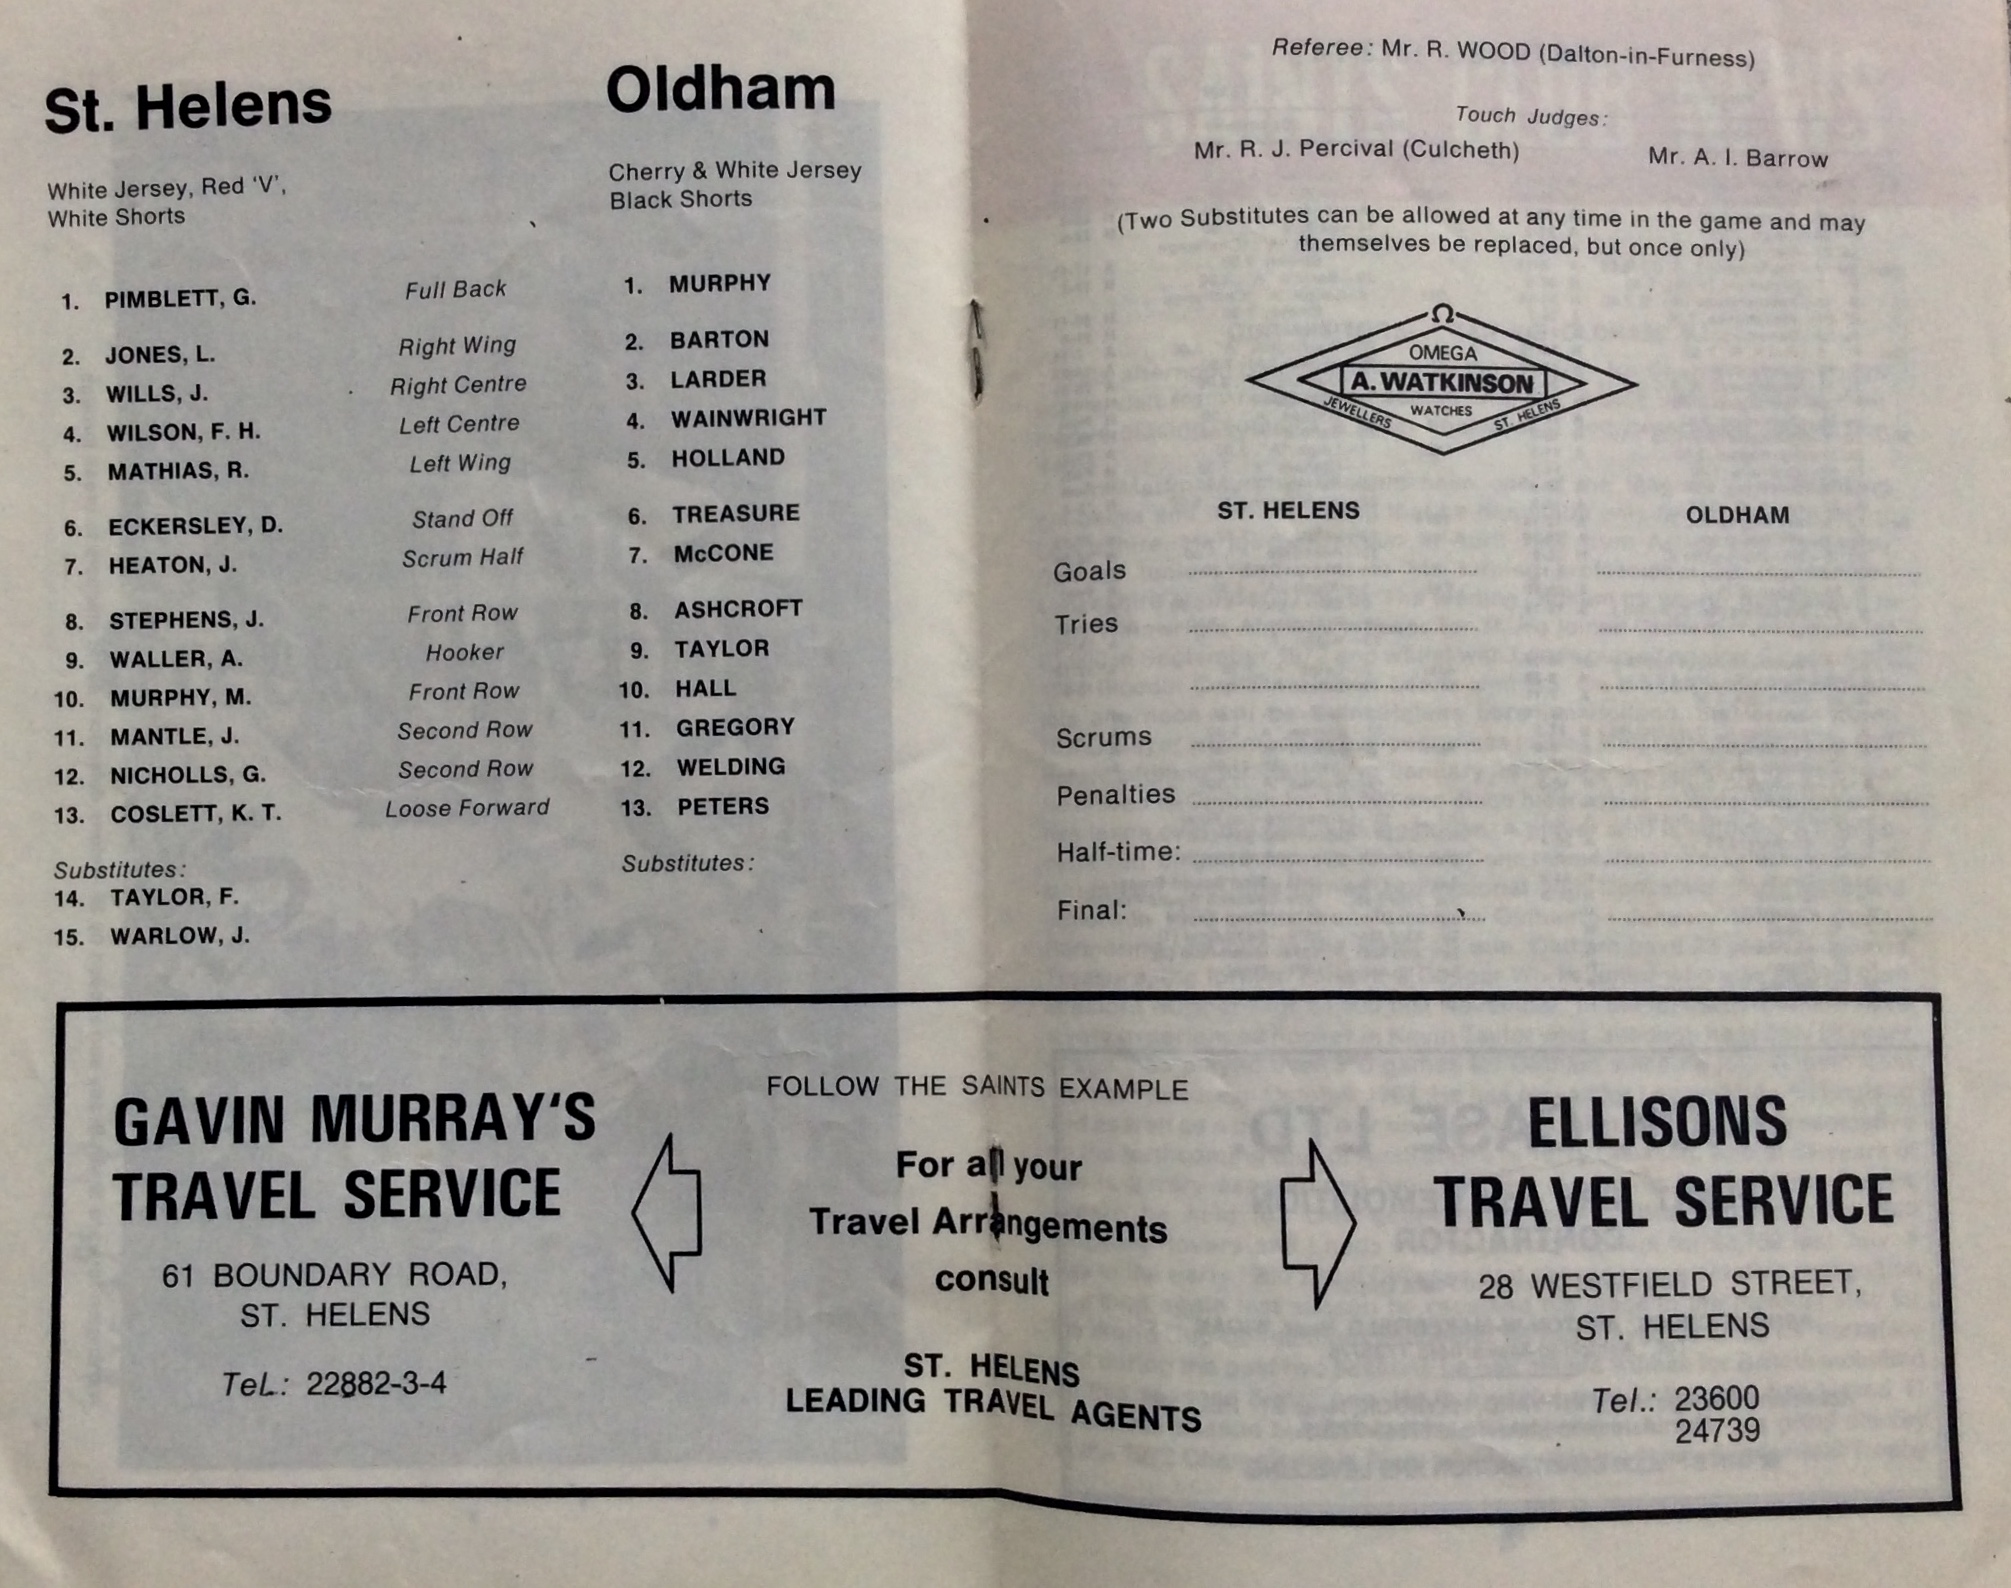 St. Helens
White Jersey, Red 'V',
White Shorts
Oldham
Cherry & White Jersey
Black Shorts
1. PIMBLETT, G. Full Back 1. MURPHY
2. JONES, L. Right Wing 2. BARTON
3. WILLS, J. Right Centre 3. LARDER
4. WILSON, F. H. Left Centre 4. WAINWRIGHT
5. MATHIAS, R. Left Wing 5. HOLLAND
6. ECKERSLEY, D. Stand Off 6. TREASURE
7. HEATON, J. Scrum Half 7. McCONE
8. STEPHENS, J. Front Row 8. ASHCROFT
9. WALLER, A. Hooker 9. TAYLOR
10. MURPHY, M. Front Row 10. HALL
11. MANTLE, J. Second Row 11. GREGORY
12. NICHOLLS, G. Second Row 12. WELDING
13. COSLETT, K. T. Loose Forward 13. PETERS
Substitutes: Substitutes:
14. TAYLOR, F.
15. WARLOW, J.
Referee: Mr. R. WOOD (Dalton-in-Furness)
Touch Judges:
Mr. R. J. Percival (Culcheth) Mr. A. I. Barrow
(Two Substitutes can be allowed at any time in the game and may
themselves be replaced, but once only)
Ω
OMEGA
A. WATKINSON
WATCHES
JEWELLERS ST. HELENS
ST. HELENS OLDHAM
Goals
Tries
Scrums
Penalties
Half-time:
Final:
GAVIN MURRAY'S
TRAVEL SERVICE
61 BOUNDARY ROAD,
ST. HELENS
TeL.: 22882-3-4
FOLLOW THE SAINTS EXAMPLE
For all your
Travel Arrangements
consult
ST. HELENS
LEADING TRAVEL AGENTS
ELLISONS
TRAVEL SERVICE
28 WESTFIELD STREET,
ST. HELENS
Tel.: 23600
24739